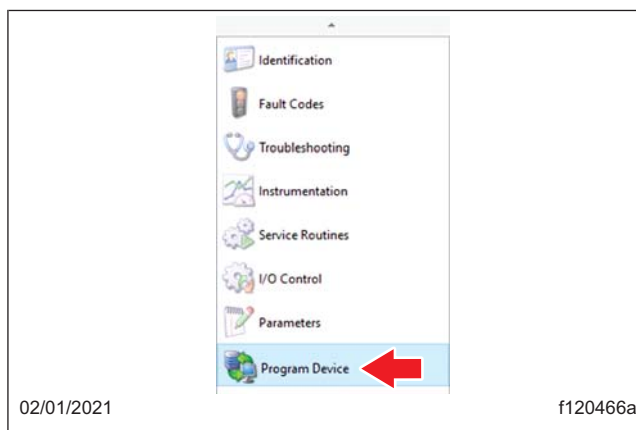 Identification
Fault Codes
Troubleshooting
Instrumentation
Service Routines
I/O Control
Parameters
Program Device
02/01/2021
f120466a